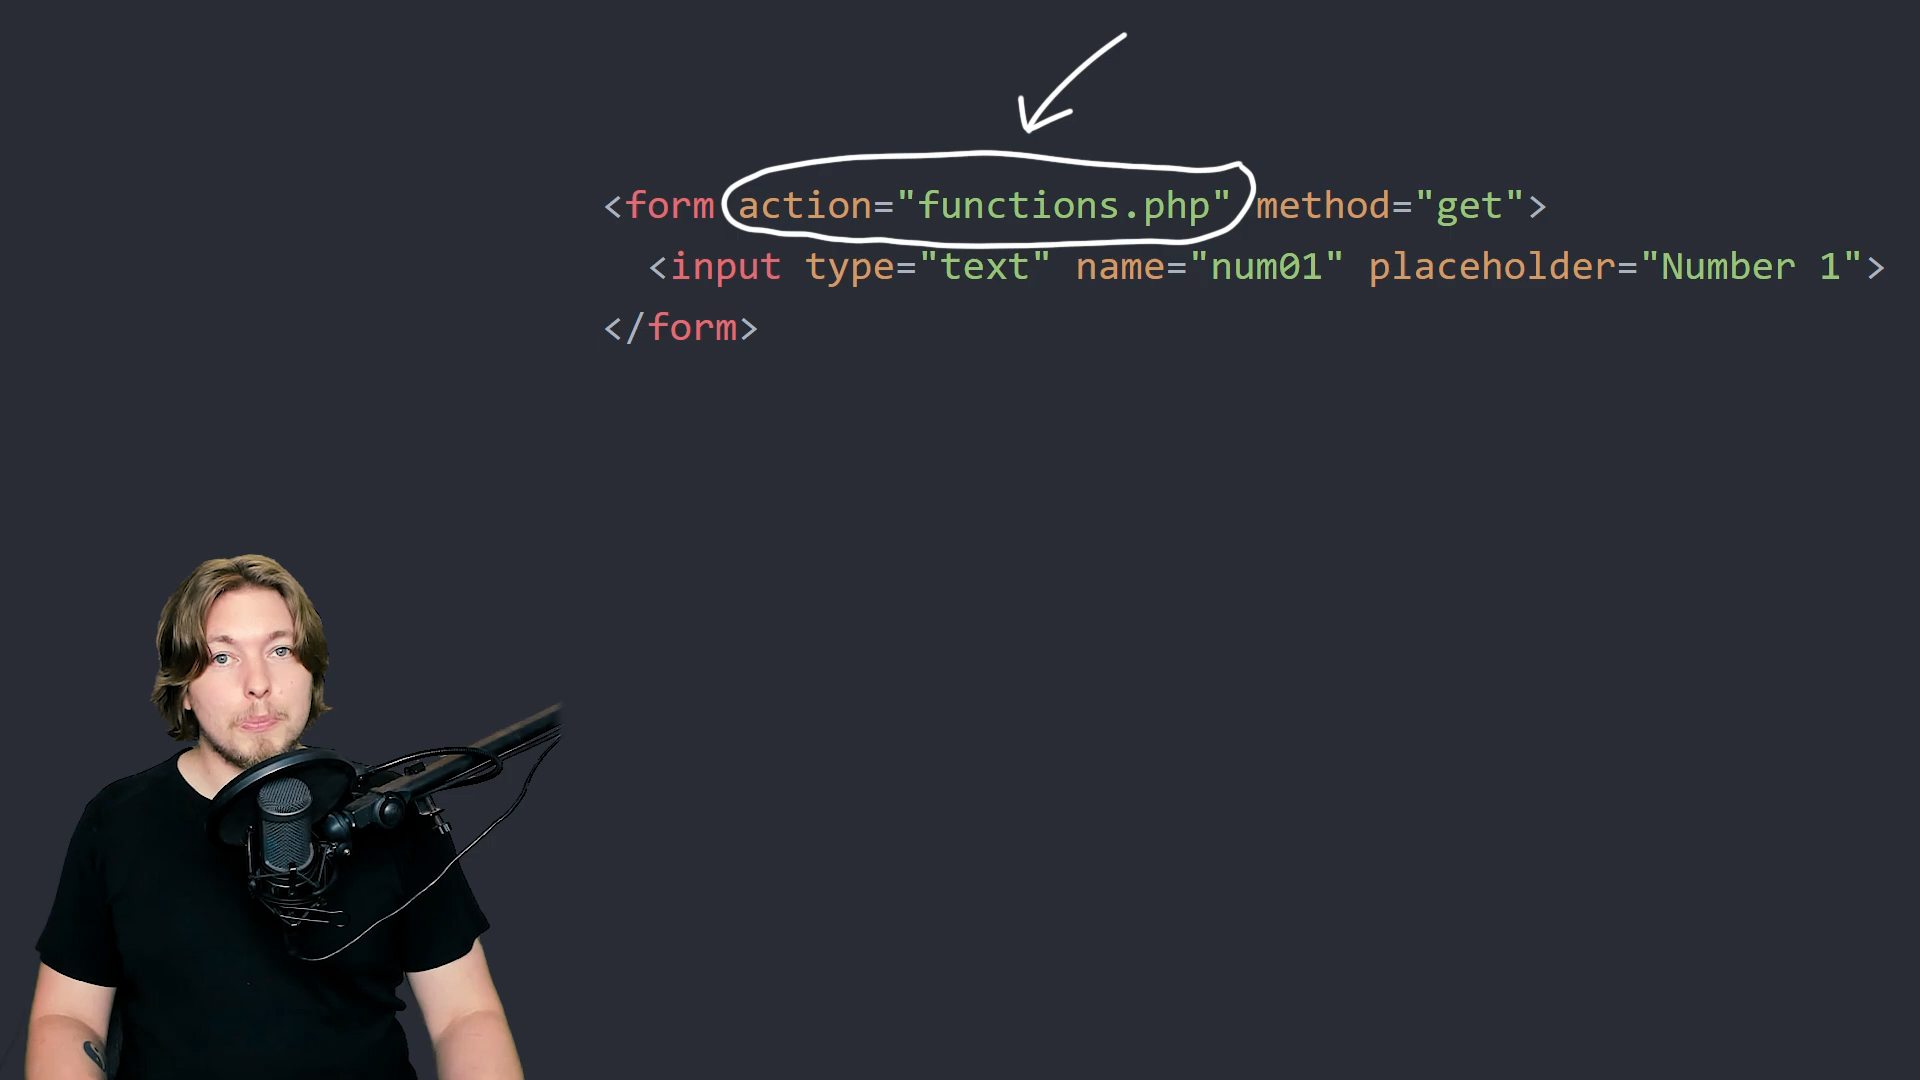 <form action="functions.php" method="get">
<input type="text" name="num01" placeholder="Number 1">
</form>